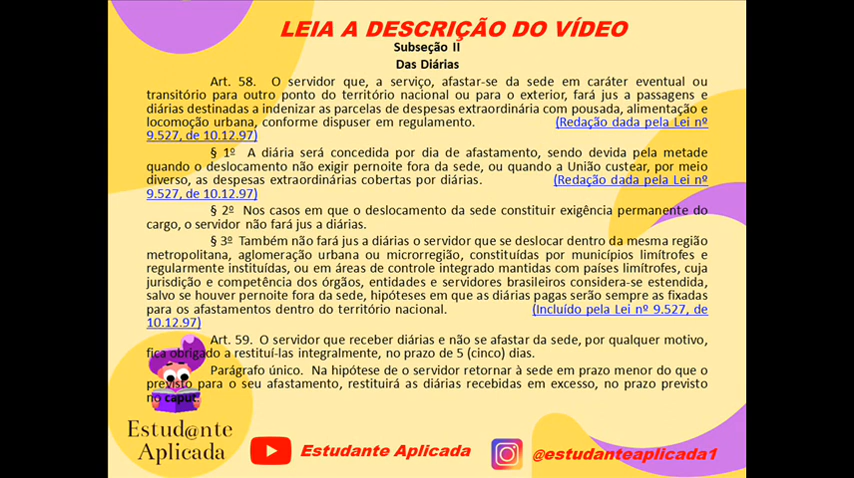 LEIA A DESCRIÇÃO DO VÍDEO
Subseção II
Das Diárias
Art. 58. O servidor que, a serviço, afastar-se da sede em caráter eventual ou
transitório para outro ponto do território nacional ou para o exterior, fará jus a passagens e
diárias destinadas a indenizar as parcelas de despesas extraordinária com pousada, alimentação e
locomoção urbana, conforme dispuser em regulamento. (Redação dada pela Lei nº
9.527, de 10.12.97)
§ 1º A diária será concedida por dia de afastamento, sendo devida pela metade
quando o deslocamento não exigir pernoite fora da sede, ou quando a União custear, por meio
diverso, as despesas extraordinárias cobertas por diárias. (Redação dada pela Lei nº
9.527, de 10.12.97)
§ 2º Nos casos em que o deslocamento da sede constituir exigência permanente do
cargo, o servidor não fará jus a diárias.
§ 3º Também não fará jus a diárias o servidor que se deslocar dentro da mesma região
metropolitana, aglomeração urbana ou microrregião, constituídas por municípios limítrofes e
regularmente instituídas, ou em áreas de controle integrado mantidas com países limítrofes, cuja
jurisdição e competência dos órgãos, entidades e servidores brasileiros considera-se estendida,
salvo se houver pernoite fora da sede, hipóteses em que as diárias pagas serão sempre as fixadas
para os afastamentos dentro do território nacional. (Incluído pela Lei nº 9.527, de
10.12.97)
Art. 59. O servidor que receber diárias e não se afastar da sede, por qualquer motivo,
fica obrigado a restituí-las integralmente, no prazo de 5 (cinco) dias.
Parágrafo único. Na hipótese de o servidor retornar à sede em prazo menor do que o
previsto para o seu afastamento, restituirá as diárias recebidas em excesso, no prazo previsto
no caput.
Estud@nte
Aplicada
Estudante Aplicada
@estudanteaplicada1